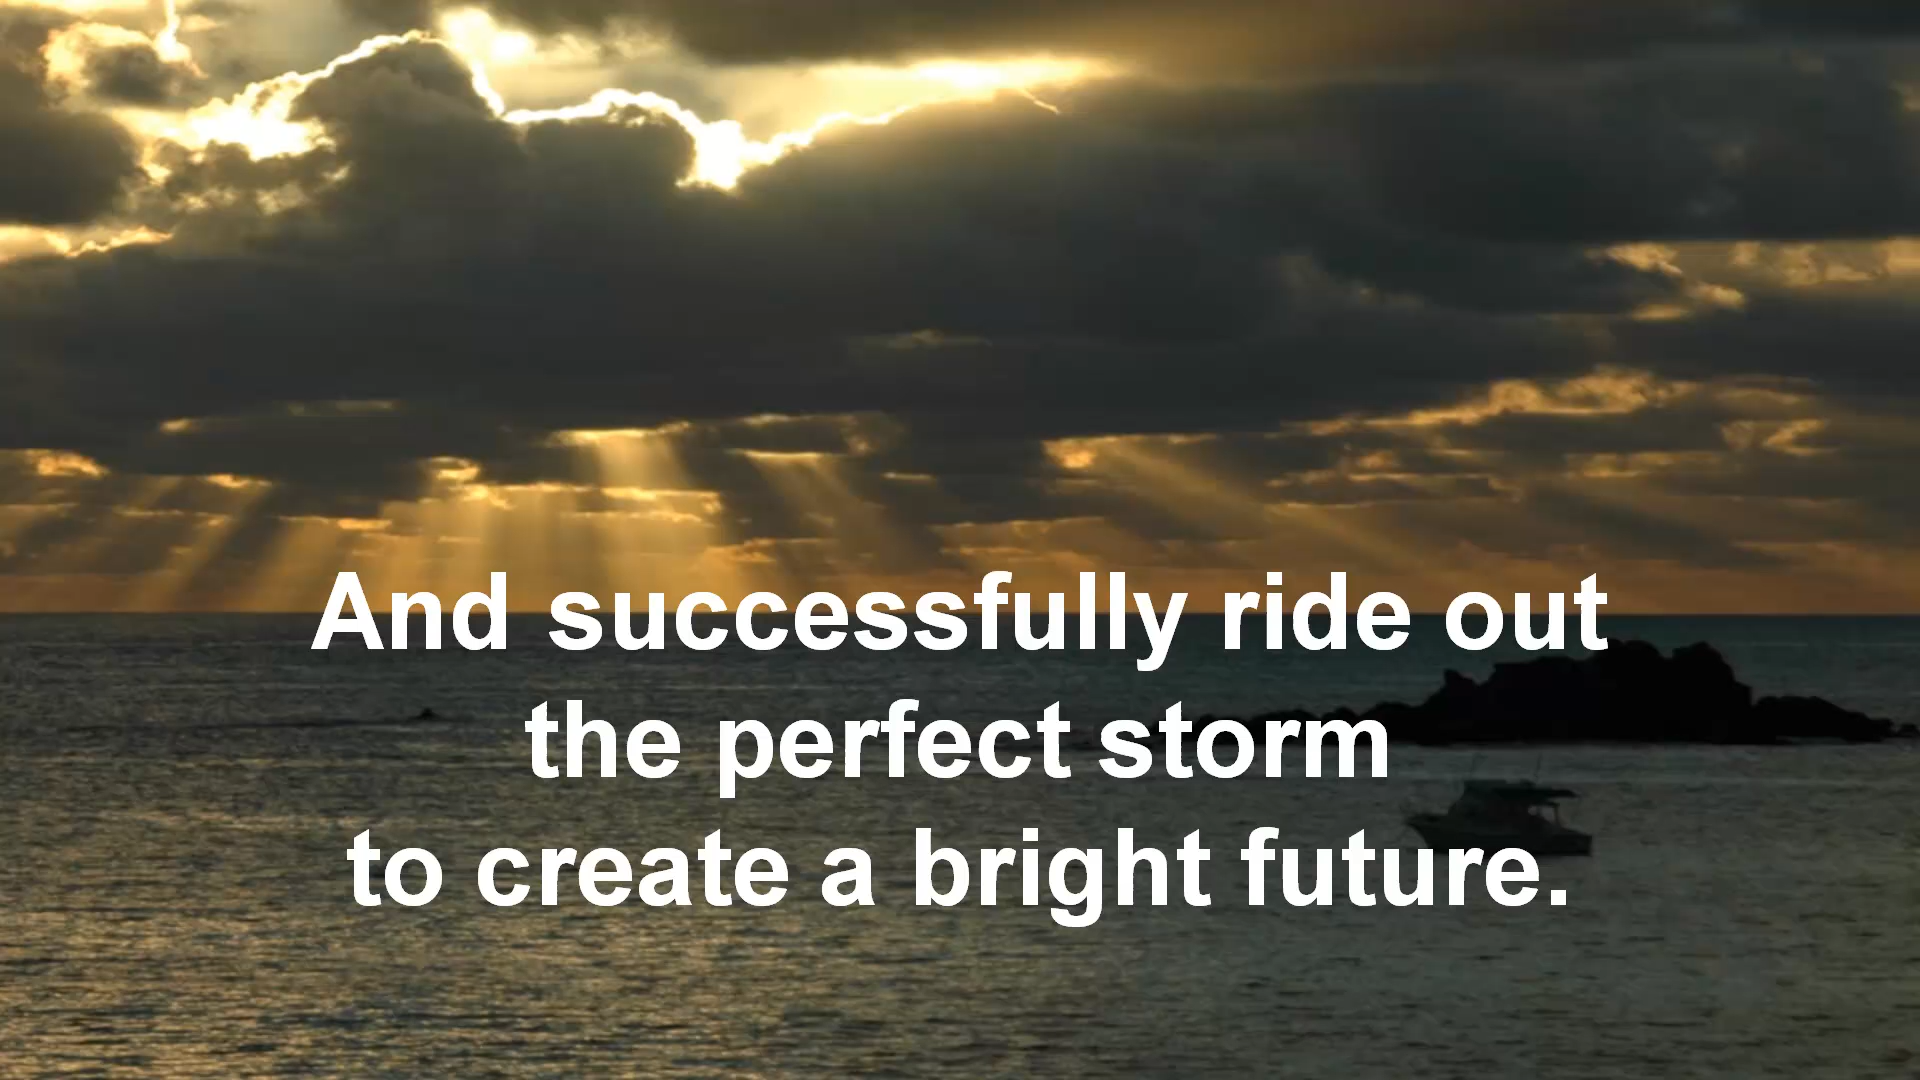 And successfully ride out
the perfect storm
to create a bright future.